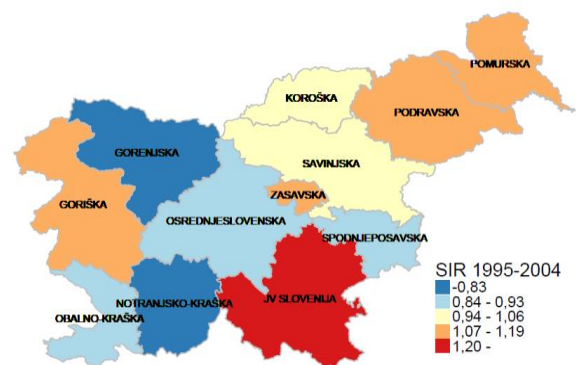 POMURSKA
KOROŠKA
PODRAVSKA
GORENJSKA
SAVINJSKA
ZASAVSKA
GORIŠKA
OSREDNJESLOVENSKA
SPODNJEPOSAVSKA
NOTRANJSKO-KRAŠKA
JV SLOVENIJA
OBALNO-KRAŠKA
SIR 1995-2004
-0,83
0,84 - 0,93
0,94 - 1,06
1,07 - 1,19
1,20 -